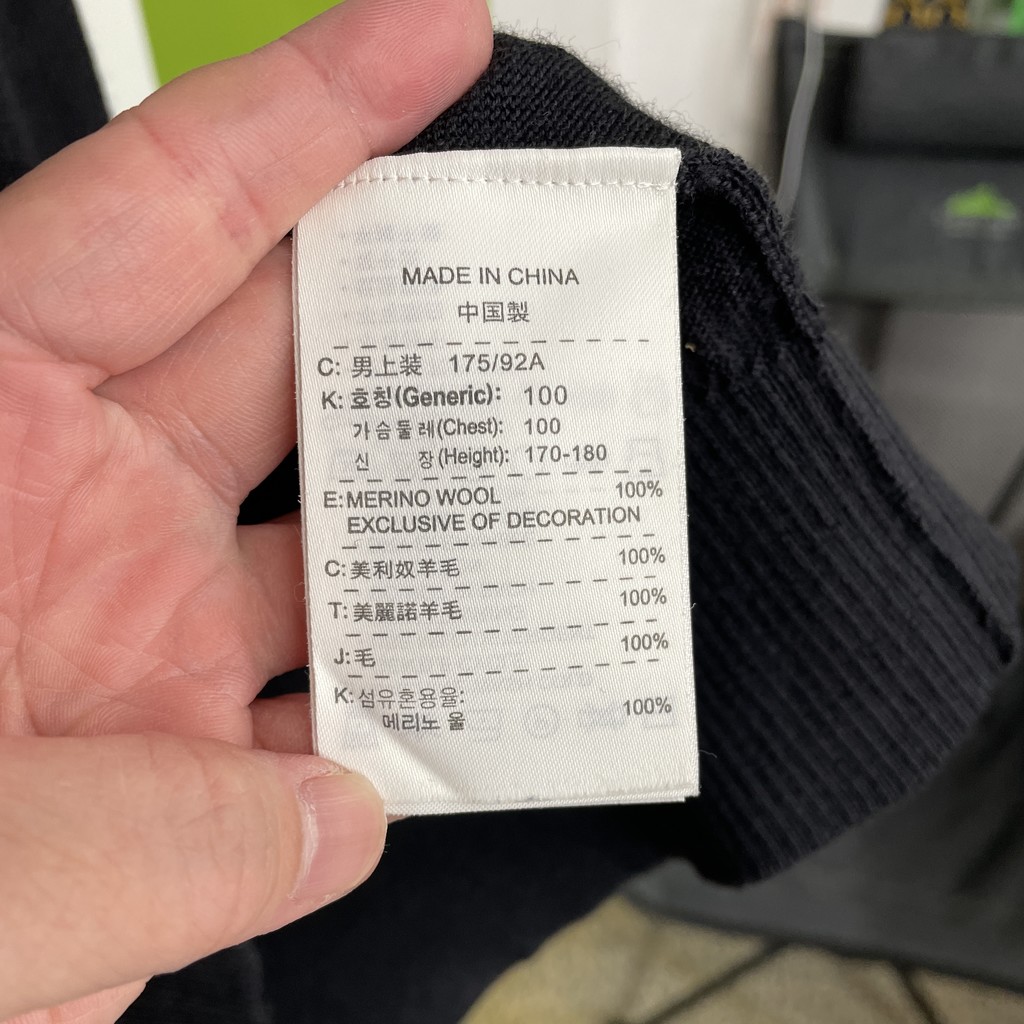 MADE IN CHINA
中国製
C: 男上装 175/92A
K: 호칭(Generic): 100
가슴둘레(Chest): 100
신 장(Height): 170-180
E:MERINO WOOL 100%
EXCLUSIVE OF DECORATION
C:美利奴羊毛 100%
T:美麗諾羊毛 100%
J:毛 100%
K:섬유혼용율:
메리노 울 100%